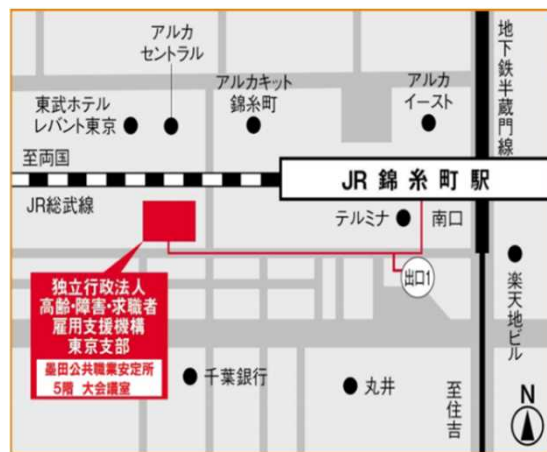 アルカ
セントラル
アルカキット
錦糸町
アルカ
イースト
東武ホテル
レバント東京
地下鉄半蔵門線
至両国
JR 錦糸町駅
JR総武線
テルミナ
南口
出口1
楽天地ビル
独立行政法人
高齢・障害・求職者
雇用支援機構
東京支部
墨田公共職業安定所
5階 大会議室
千葉銀行
丸井
至住吉
N